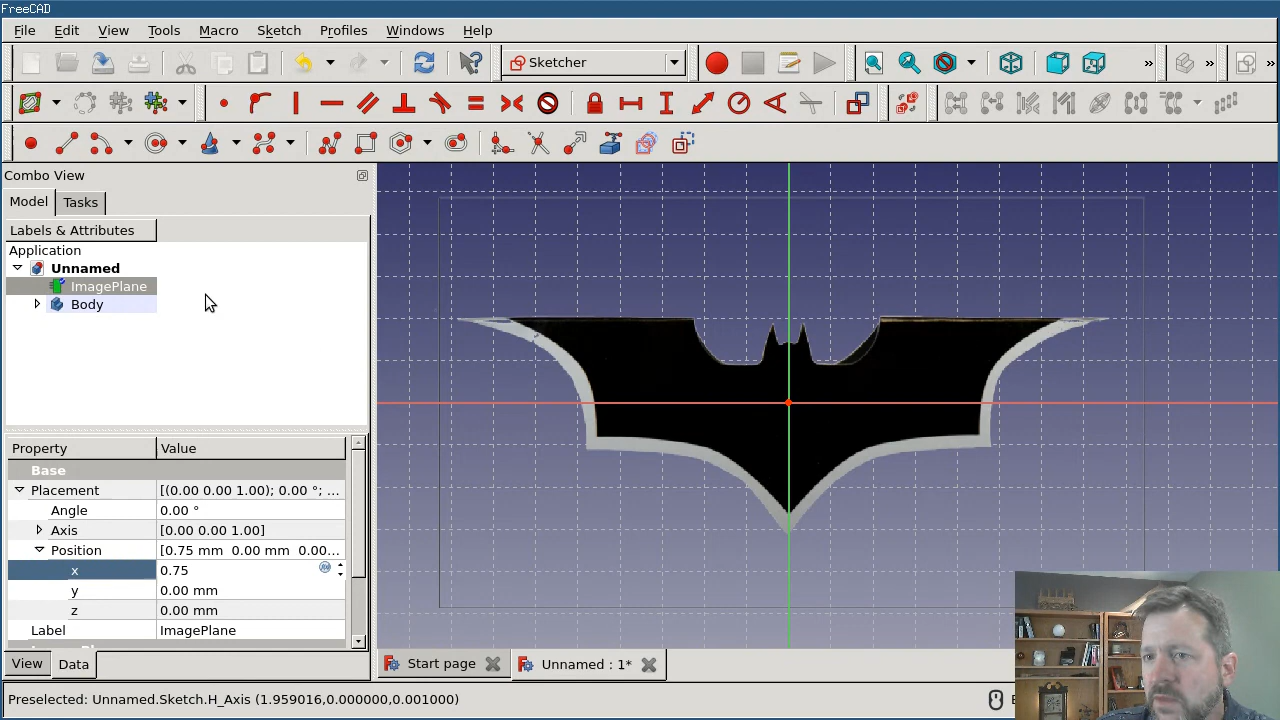 FreeCAD
File Edit View Tools Macro Sketch Profiles Windows Help
Sketcher
» » »
Combo View
Model Tasks
Labels & Attributes
Application
Unnamed
ImagePlane
Body
Property Value
Base
Placement [(0.00 0.00 1.00); 0.00 °; ...
Angle 0.00 °
Axis [0.00 0.00 1.00]
Position [0.75 mm 0.00 mm 0.00...
x 0.75
y 0.00 mm
z 0.00 mm
Label ImagePlane
View Data
Start page Unnamed : 1*
Preselected: Unnamed.Sketch.H_Axis (1.959016,0.000000,0.001000)